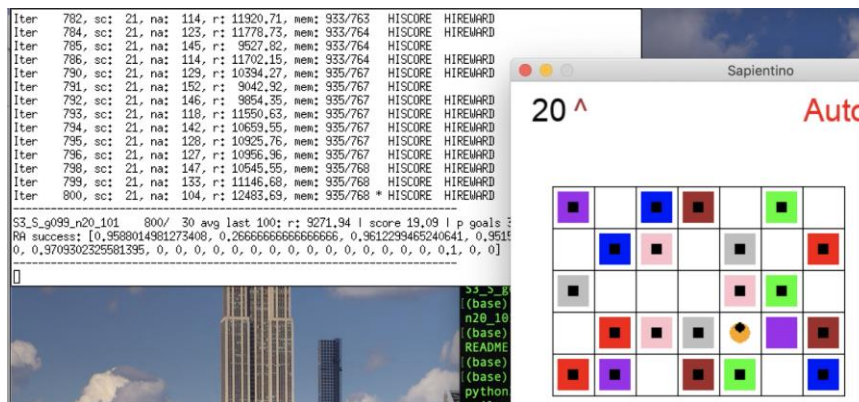 Iter 782, sc: 21, na: 114, r: 11920.71, mem: 933/763 HISCORE HIREWARD
Iter 784, sc: 21, na: 123, r: 11778.73, mem: 933/764 HISCORE HIREWARD
Iter 785, sc: 21, na: 145, r: 9527.82, mem: 933/764 HISCORE
Iter 786, sc: 21, na: 114, r: 11702.15, mem: 933/764 HISCORE HIREWARD
Iter 790, sc: 21, na: 129, r: 10394.27, mem: 935/767 HISCORE HIREWARD
Iter 791, sc: 21, na: 152, r: 9042.92, mem: 935/767 HISCORE
Iter 792, sc: 21, na: 146, r: 9854.35, mem: 935/767 HISCORE HIREWARD
Iter 793, sc: 21, na: 118, r: 11550.63, mem: 935/767 HISCORE HIREWARD
Iter 794, sc: 21, na: 142, r: 10659.55, mem: 935/767 HISCORE HIREWARD
Iter 795, sc: 21, na: 128, r: 10925.76, mem: 935/767 HISCORE HIREWARD
Iter 796, sc: 21, na: 127, r: 10956.96, mem: 935/767 HISCORE HIREWARD
Iter 798, sc: 21, na: 147, r: 10545.55, mem: 935/768 HISCORE HIREWARD
Iter 799, sc: 21, na: 133, r: 11146.68, mem: 935/768 HISCORE HIREWARD
Iter 800, sc: 21, na: 104, r: 12483.69, mem: 935/768 * HISCORE HIREWARD
S3_S_g099_n20_101 800/ 30 avg last 100: r: 9271.94 | score 19.09 | p goals 3
RA success: [0.9588014981273408, 0.26666666666666666, 0.9612299465240641, 0.9515
0, 0.9709302325581395, 0, 0, 0, 0, 0, 0, 0, 0, 0, 0, 0, 0, 0, 0.1, 0, 0]
Sapientino
20 ^ Auto
S3_S_g
(base)
n20_10
(base)
README
(base)
(base)
python